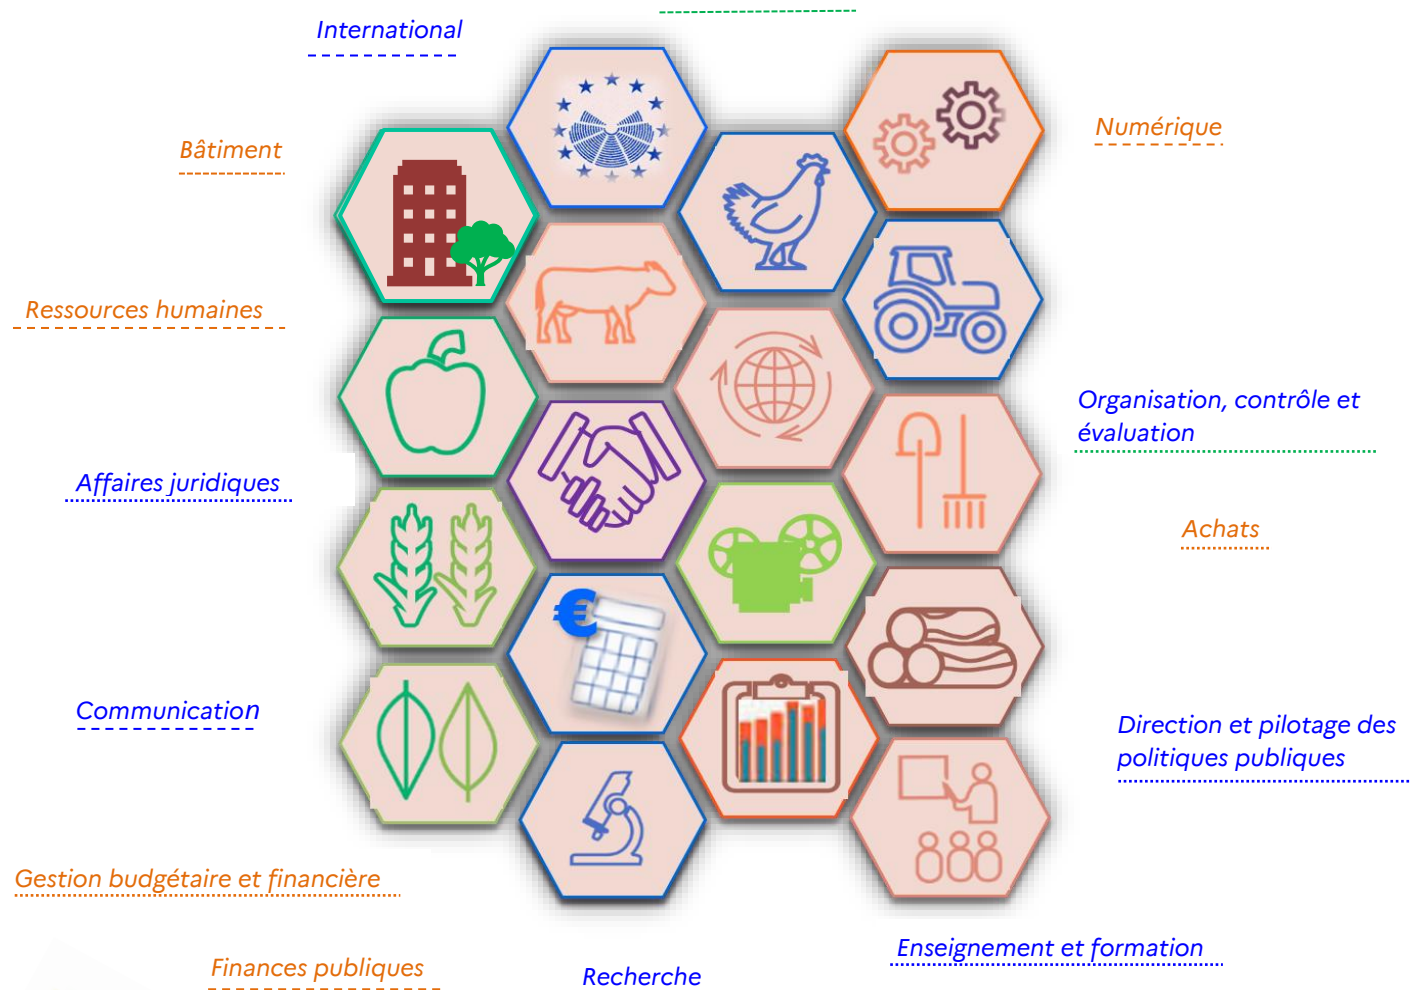 International
Numérique
Bâtiment
Ressources humaines
Organisation, contrôle et
évaluation
Affaires juridiques
Achats
€
Communication
Direction et pilotage des
politiques publiques
Gestion budgétaire et financière
Enseignement et formation
Finances publiques
Recherche